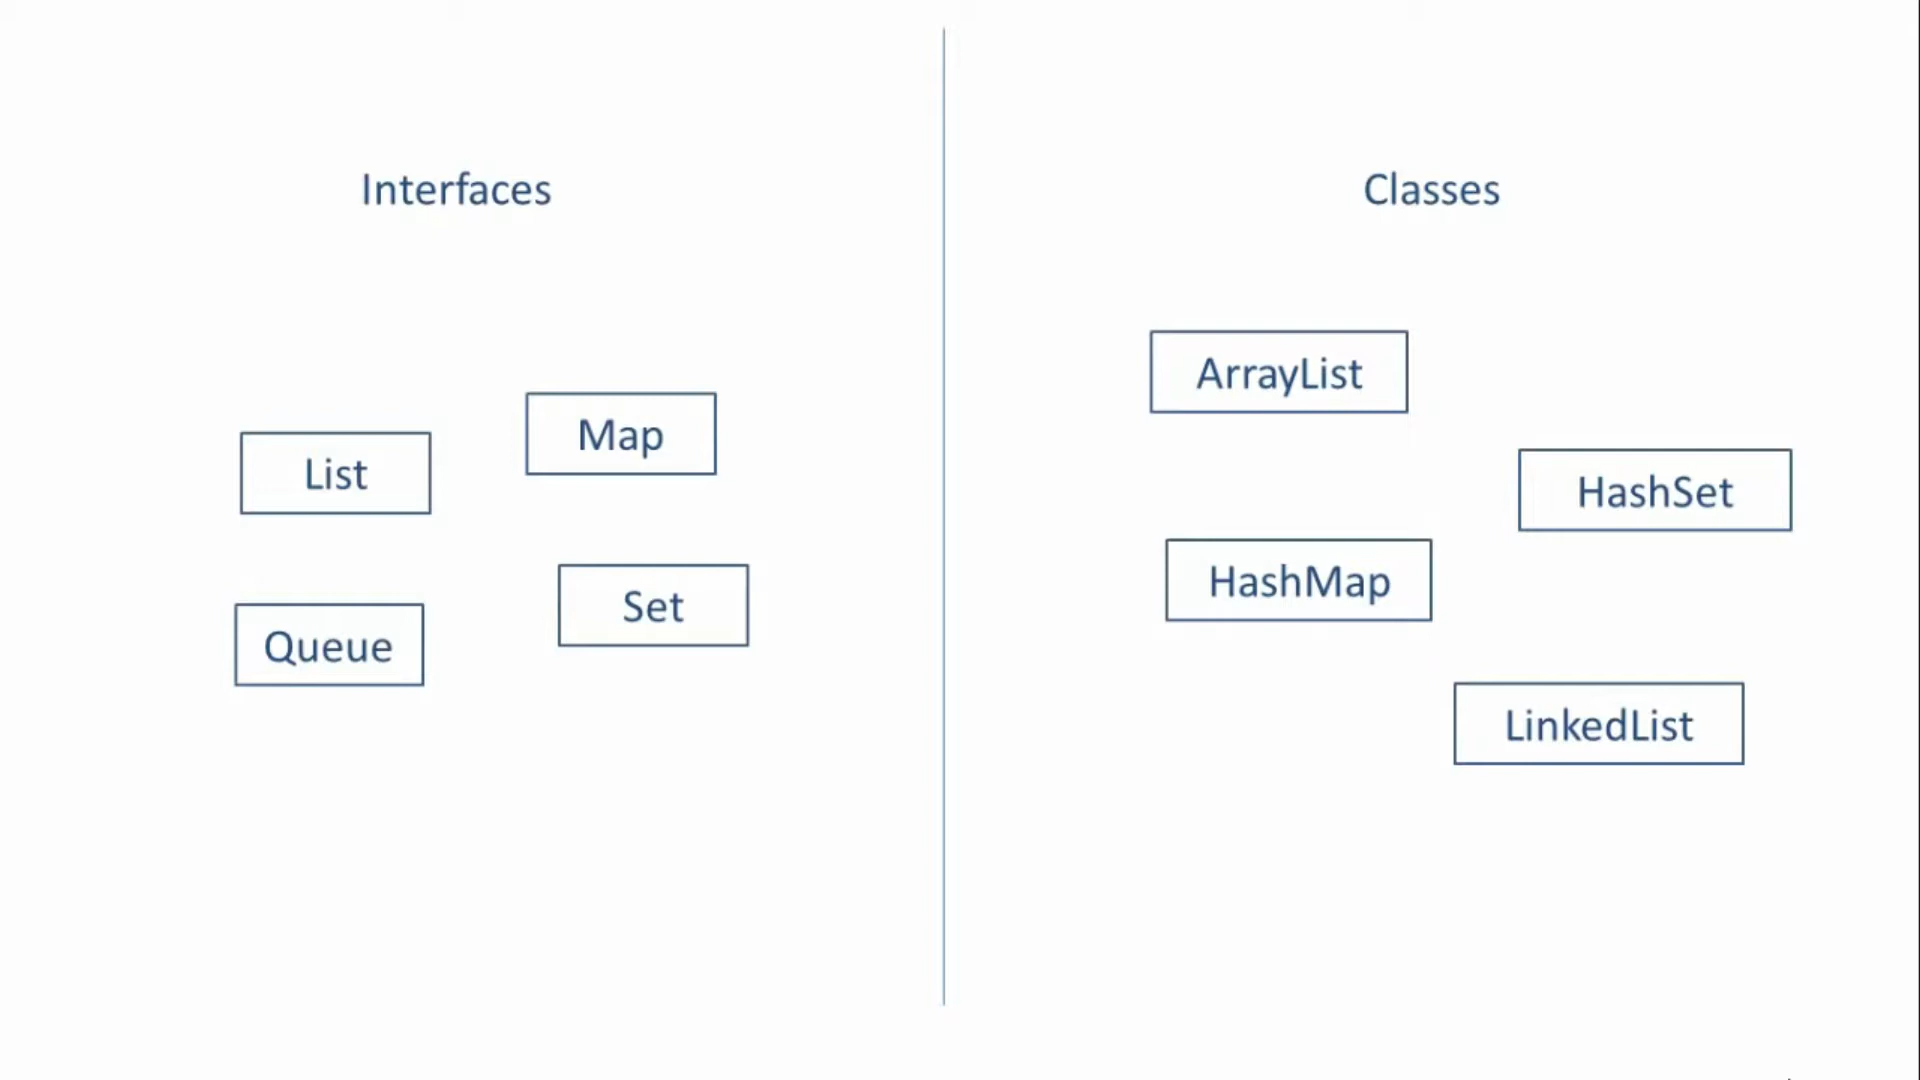 Interfaces
List
Map
Queue
Set
Classes
ArrayList
HashSet
HashMap
LinkedList